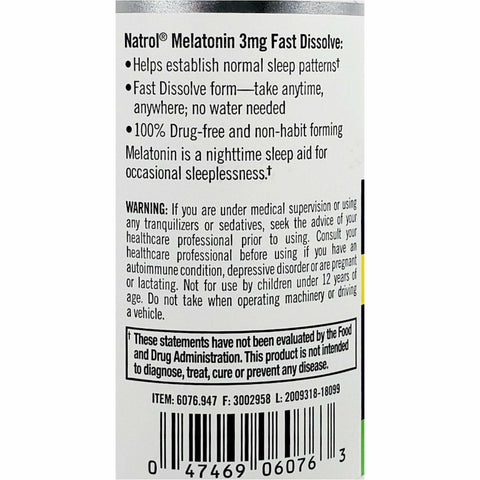 Natrol® Melatonin 3mg Fast Dissolve:
•Helps establish normal sleep patterns†
•Fast Dissolve form—take anytime,
anywhere; no water needed
•100% Drug-free and non-habit forming
Melatonin is a nighttime sleep aid for
occasional sleeplessness.†
WARNING: If you are under medical supervision or using
any tranquilizers or sedatives, seek the advice of your
healthcare professional prior to using. Consult your
healthcare professional before using if you have an
autoimmune condition, depressive disorder or are pregnant
or lactating. Not for use by children under 12 years of
age. Do not take when operating machinery or driving
a vehicle.
† These statements have not been evaluated by the Food
and Drug Administration. This product is not intended
to diagnose, treat, cure or prevent any disease.
ITEM: 6076.947 F: 3002958 L: 2009318-18099
0 47469 06076 3